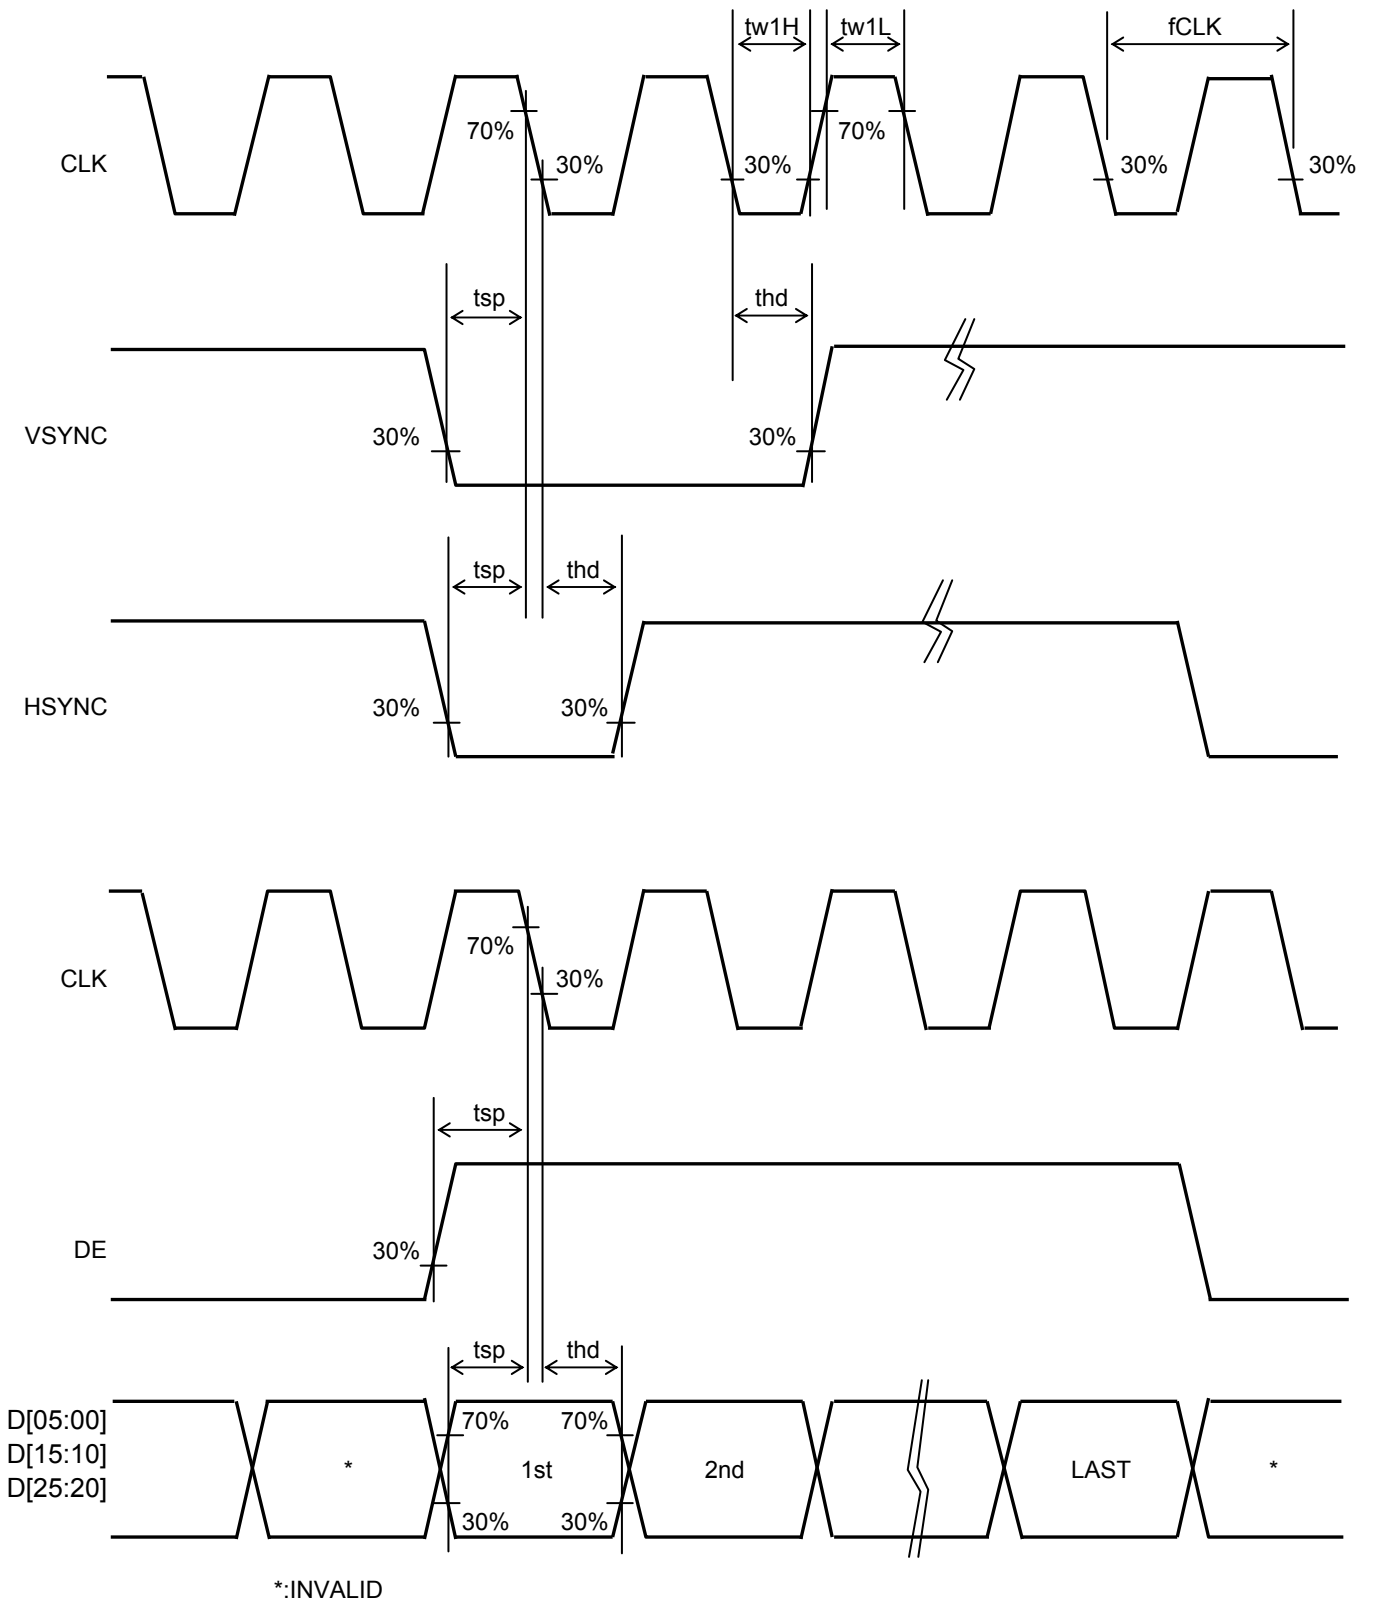 tw1H tw1L fCLK
70% 70%
CLK 30% 30% 30% 30%
tsp thd
VSYNC 30% 30%
tsp thd
HSYNC 30% 30%
70%
CLK 30%
tsp
DE 30%
tsp thd
D[05:00] 70% 70%
D[15:10] * 1st 2nd LAST *
D[25:20]
30% 30%
*:INVALID